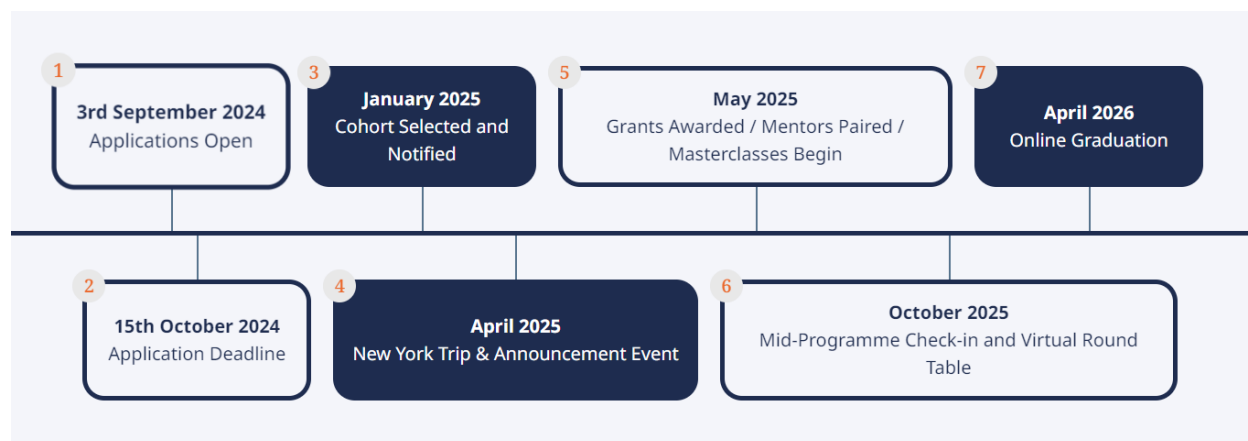 1
3rd September 2024
Applications Open
2
15th October 2024
Application Deadline
3
January 2025
Cohort Selected and
Notified
4
April 2025
New York Trip & Announcement Event
5
May 2025
Grants Awarded / Mentors Paired /
Masterclasses Begin
6
October 2025
Mid-Programme Check-in and Virtual Round
Table
7
April 2026
Online Graduation